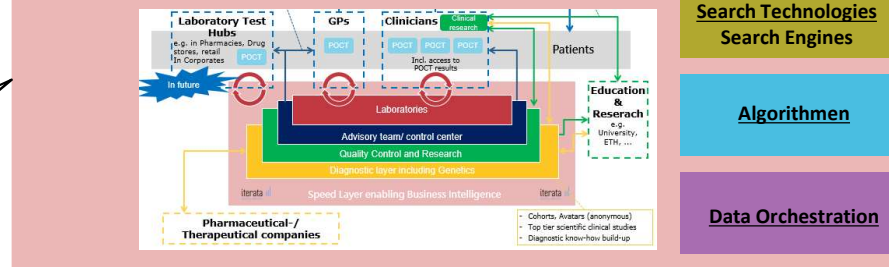 Laboratory Test
Hubs
e.g. in Pharmacies, Drug
stores, retail
In Corporates
POCT
In future
GPs
POCT
Clinicians
Clinical
research
POCT POCT POCT
Incl. access to
POCT results
Patients
Education
&
Reserach
e.g.
University,
ETH, ...
Laboratories
Advisory team/ control center
Quality Control and Research
Diagnostic layer including Genetics
iterata
Speed Layer enabling Business Intelligence
iterata
Pharmaceutical-/
Therapeutical companies
- Cohorts, Avatars (anonymous)
- Top tier scientific clinical studies
- Diagnostic know-how build-up
Search Technologies
Search Engines
Algorithmen
Data Orchestration